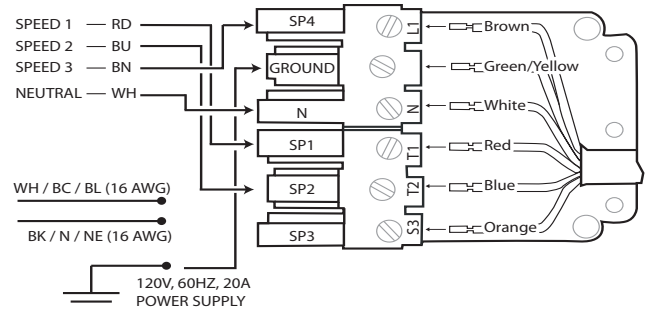 SPEED 1 — RD
SPEED 2 — BU
SPEED 3 — BN
NEUTRAL — WH
WH / BC / BL (16 AWG)
BK / N / NE (16 AWG)
120V, 60HZ, 20A
POWER SUPPLY
SP4
GROUND
N
SP1
SP2
SP3
L1
N
T1
T2
S3
Brown
Green/Yellow
White
Red
Blue
Orange